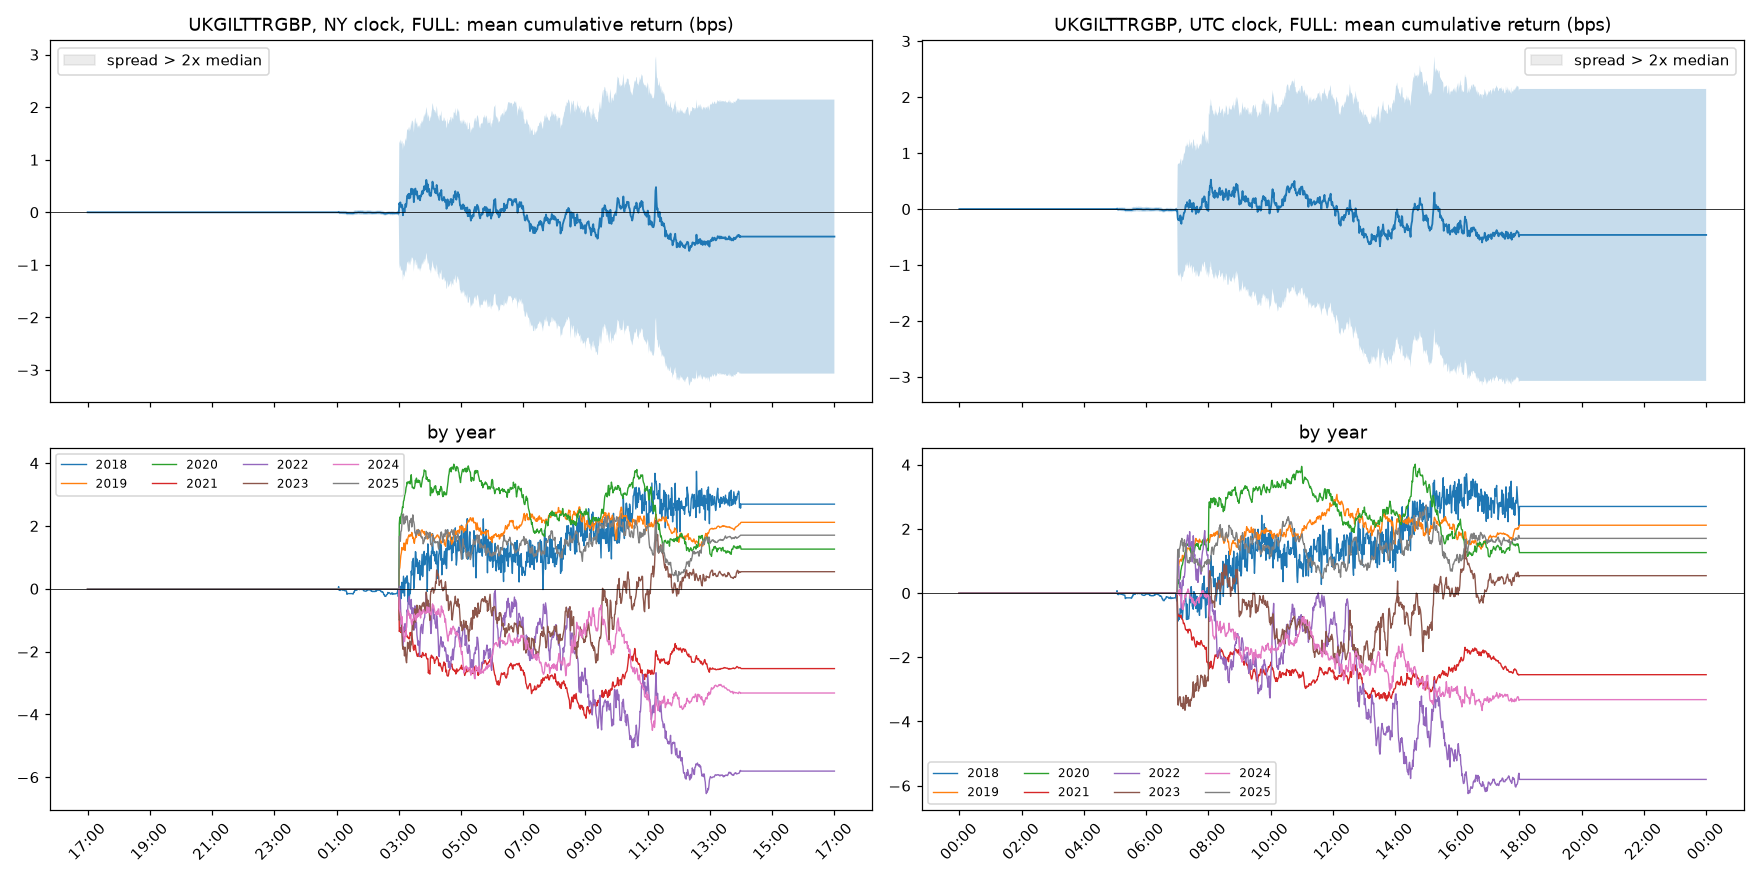 UKGILTTRGBP, NY clock, FULL: mean cumulative return (bps)
spread > 2x median
3
2
1
0
−1
−2
−3
UKGILTTRGBP, UTC clock, FULL: mean cumulative return (bps)
spread > 2x median
3
2
1
0
−1
−2
−3
by year
2018 2020 2022 2024
2019 2021 2023 2025
4
2
0
−2
−4
−6
17:00 19:00 21:00 23:00 01:00 03:00 05:00 07:00 09:00 11:00 13:00 15:00 17:00
by year
4
2
0
−2
−4
−6
2018 2020 2022 2024
2019 2021 2023 2025
00:00 02:00 04:00 06:00 08:00 10:00 12:00 14:00 16:00 18:00 20:00 22:00 00:00